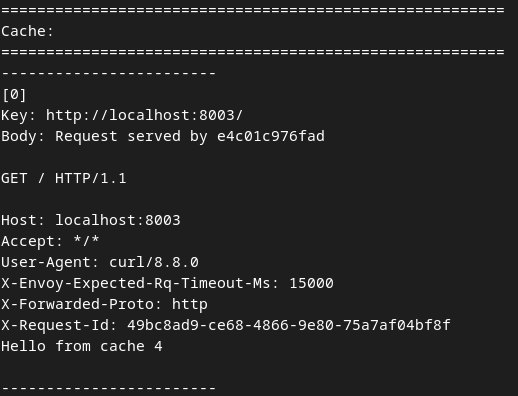 ========================================================
Cache:
========================================================
------------------------
[0]
Key: http://localhost:8003/
Body: Request served by e4c01c976fad
GET / HTTP/1.1
Host: localhost:8003
Accept: */*
User-Agent: curl/8.8.0
X-Envoy-Expected-Rq-Timeout-Ms: 15000
X-Forwarded-Proto: http
X-Request-Id: 49bc8ad9-ce68-4866-9e80-75a7af04bf8f
Hello from cache 4
------------------------